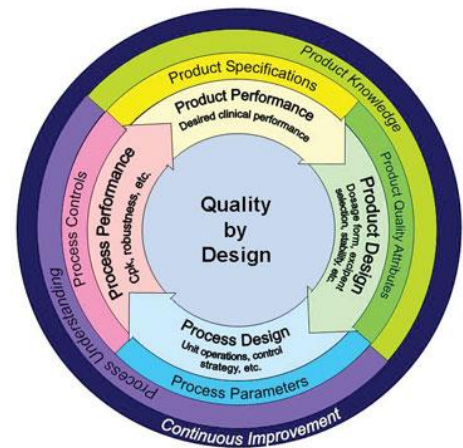 Product Knowledge
Product Specifications
Product Performance
Desired clinical performance
Product Quality Attributes
Product Design
Dosage form, excipent
selection, stability, etc.
Quality
by
Design
Process Performance
Cpk, robustness, etc.
Process Controls
Process Understanding
Process Design
Unit operations, control
strategy, etc.
Process Parameters
Continuous Improvement